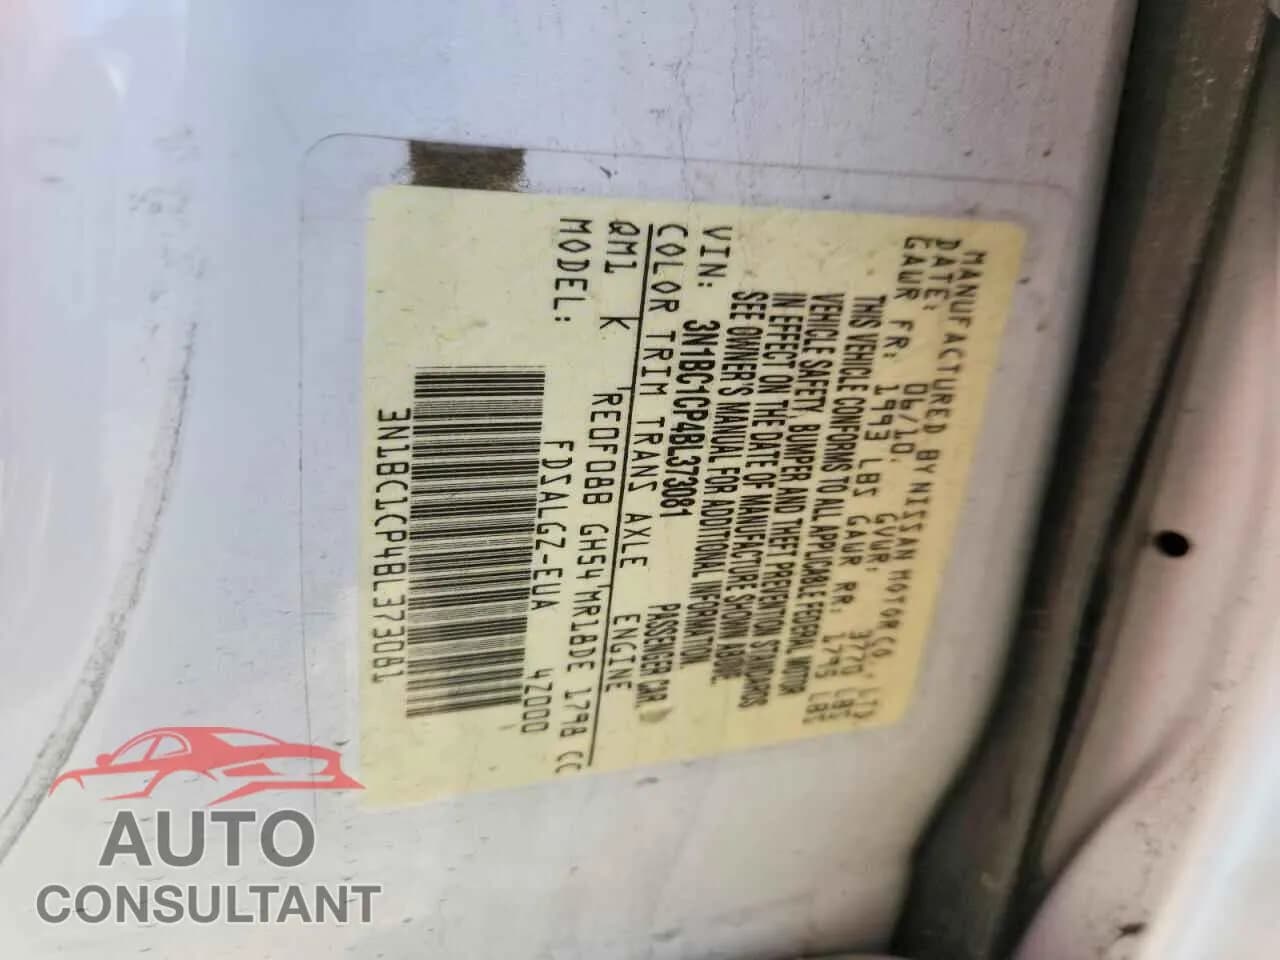 MANUFACTURED BY NISSAN MOTOR CO., LTD.
DATE: 06/10, GVWR: 3770 LBS
GAWR FR: 1993 LBS GAWR RR: 1795 LBS
THIS VEHICLE CONFORMS TO ALL APPLICABLE FEDERAL MOTOR
VEHICLE SAFETY, BUMPER AND THEFT PREVENTION STANDARDS
IN EFFECT ON THE DATE OF MANUFACTURE SHOWN ABOVE.
SEE OWNER'S MANUAL FOR ADDITIONAL INFORMATION
VIN: 3N1BC1CP4BL373081 PASSENGER CAR
COLOR TRIM TRANS AXLE ENGINE
QM1 K RE0F08B GH54 MR18DE 1798 CC
MODEL: FDSALGZ-EUA 4Z000
3N1BC1CP4BL373081
AUTO
CONSULTANT